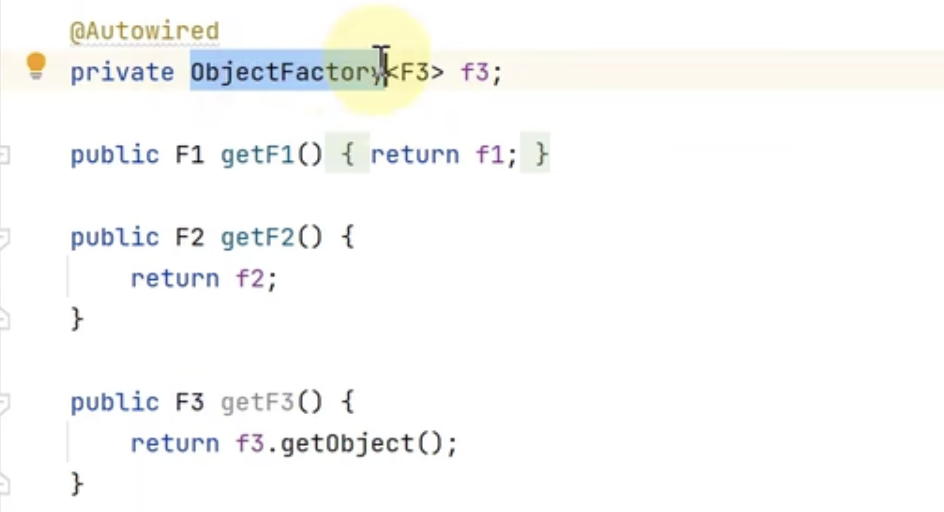 @Autowired
private ObjectFactory<F3> f3;
public F1 getF1() { return f1; }
public F2 getF2() {
return f2;
}
public F3 getF3() {
return f3.getObject();
}